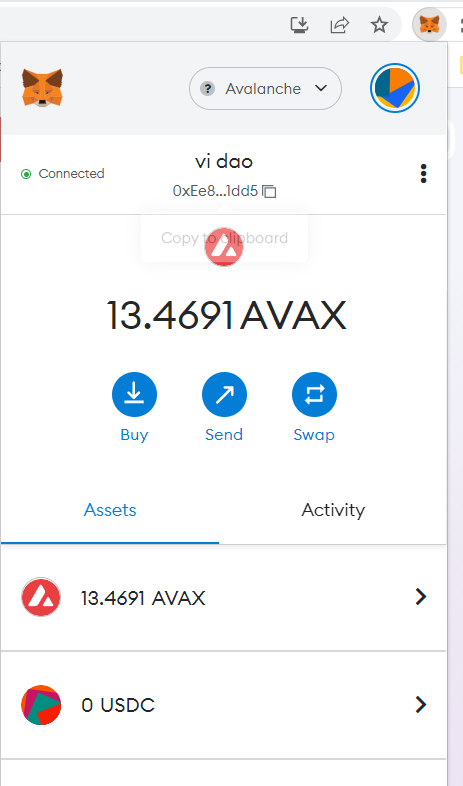 ? Avalanche
Connected
vi dao
0xEe8...1dd5
Copy to clipboard
13.4691 AVAX
Buy
Send
Swap
Assets
Activity
13.4691 AVAX
0 USDC